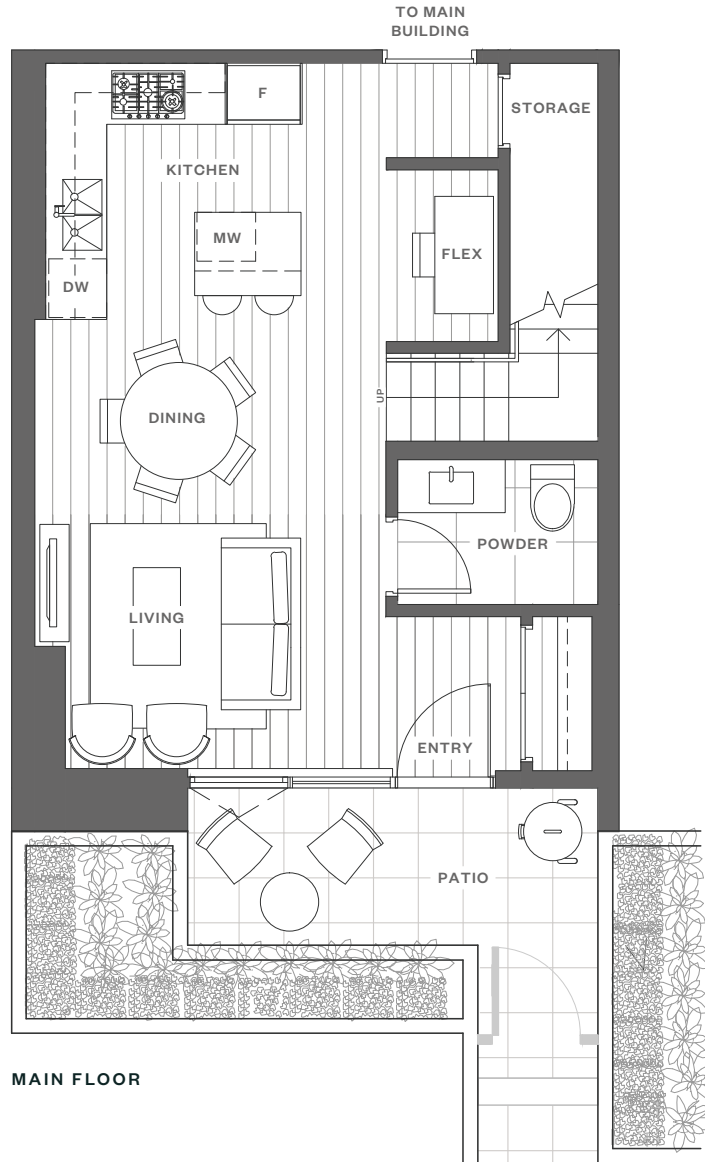 TO MAIN
BUILDING
F
STORAGE
KITCHEN
MW
FLEX
DW
UP
DINING
POWDER
LIVING
ENTRY
PATIO
MAIN FLOOR